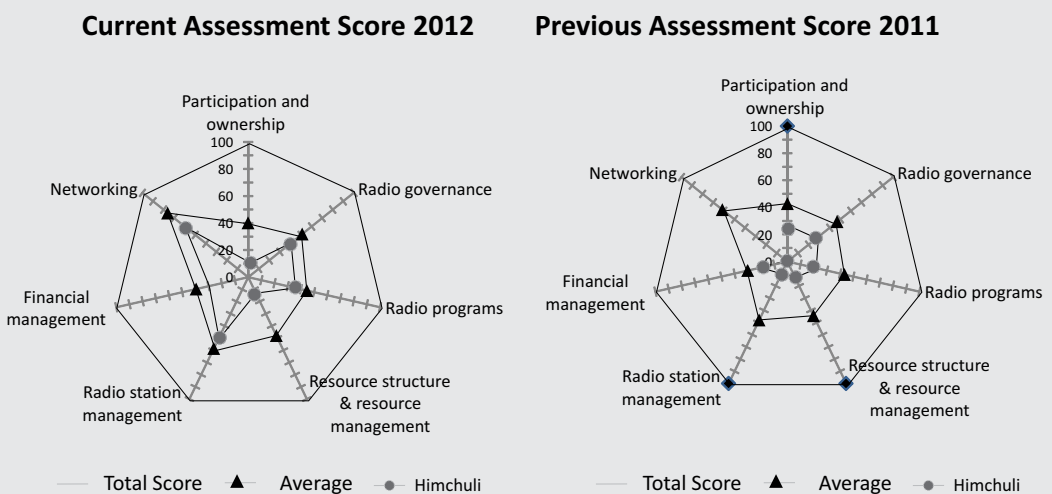 Current Assessment Score 2012
Participation and
ownership
100
80
60
40
20
0
Networking
Radio governance
Financial
management
Radio programs
Radio station
management
Resource structure
& resource
management
Total Score
Average
Himchuli
Previous Assessment Score 2011
Participation and
ownership
100
80
60
40
20
0
Networking
Radio governance
Financial
management
Radio programs
Radio station
management
Resource structure
& resource
management
Total Score
Average
Himchuli